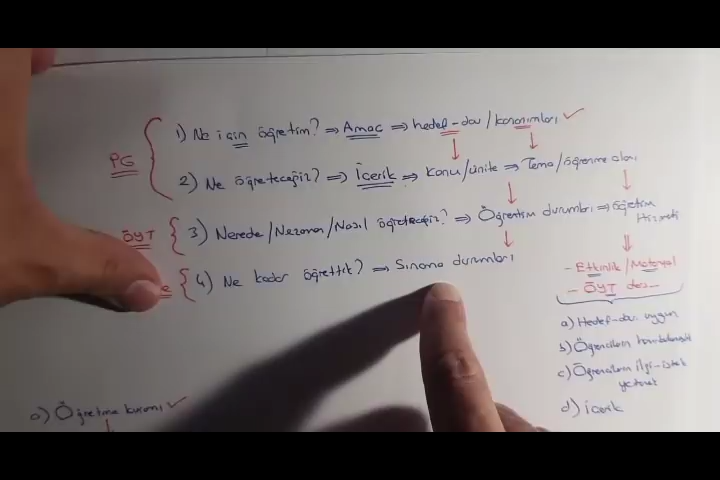 PG
1) Ne için öğretim? ⇒ Amaç ⇒ hedef-dav/kazanımları ✓
2) Ne öğreteceğiz? ⇒ İçerik ⇒ Konu/ünite ⇒ Tema/öğrenme alanı
ÖYT
3) Nerede/Nezaman/Nasıl öğreteceğiz? ⇒ Öğrenim durumları ⇒ öğretim Hizmeti
4) Ne kadar öğrettik? ⇒ Sınama durumları
- Etkinlik/Materyal
- ÖYT des-
a) Hedef-dav. uygun
b) Öğrencilerin
c) Öğrencilerin ilgi-istek
d) İçerik
a) Öğretme kuramı ✓